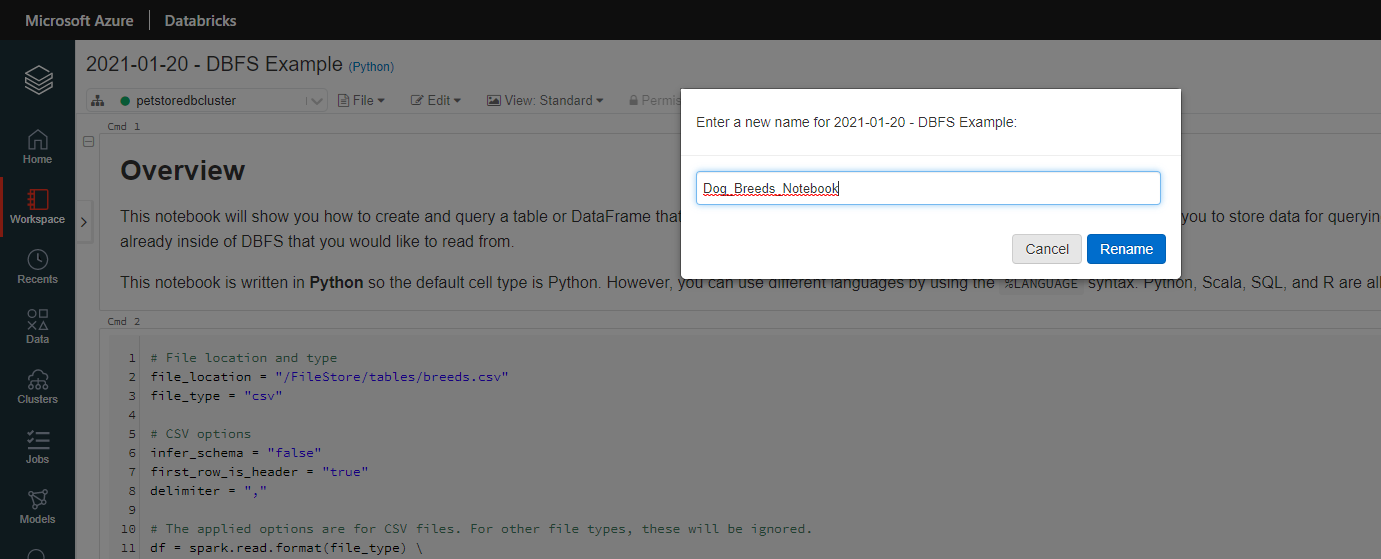 Microsoft Azure | Databricks
2021-01-20 - DBFS Example (Python)
petstoredbcluster File Edit View: Standard Permis
Enter a new name for 2021-01-20 - DBFS Example:
Dog_Breeds_Notebook
Cancel Rename
Home
Workspace
Recents
Data
Clusters
Jobs
Models
Cmd 1
Overview
This notebook will show you how to create and query a table or DataFrame that you to store data for queryin
already inside of DBFS that you would like to read from.
This notebook is written in Python so the default cell type is Python. However, you can use different languages by using the %LANGUAGE syntax. Python, Scala, SQL, and R are all
Cmd 2
1 # File location and type
2 file_location = "/FileStore/tables/breeds.csv"
3 file_type = "csv"
4
5 # CSV options
6 infer_schema = "false"
7 first_row_is_header = "true"
8 delimiter = ","
9
10 # The applied options are for CSV files. For other file types, these will be ignored.
11 df = spark.read.format(file_type) \